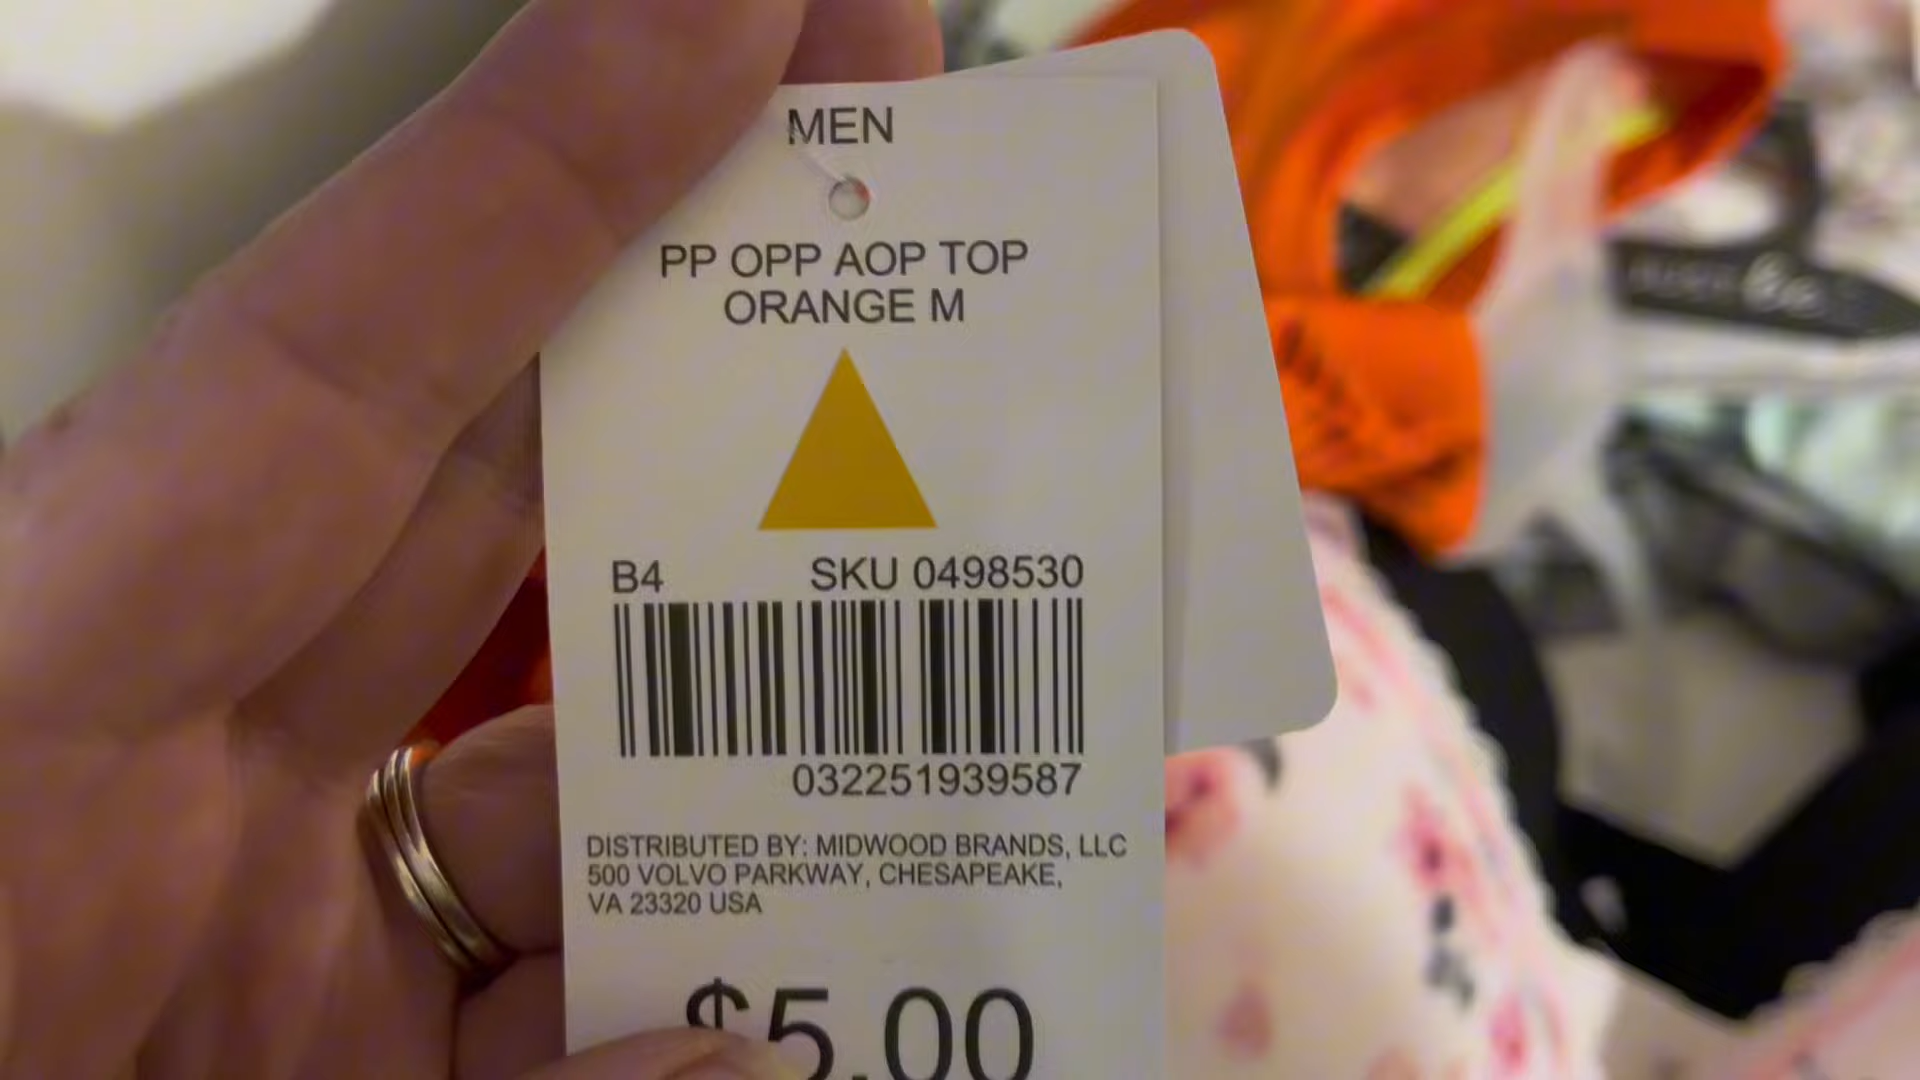 MEN
PP OPP AOP TOP
ORANGE M
B4 SKU 0498530
032251939587
DISTRIBUTED BY: MIDWOOD BRANDS, LLC
500 VOLVO PARKWAY, CHESAPEAKE,
VA 23320 USA
$5.00